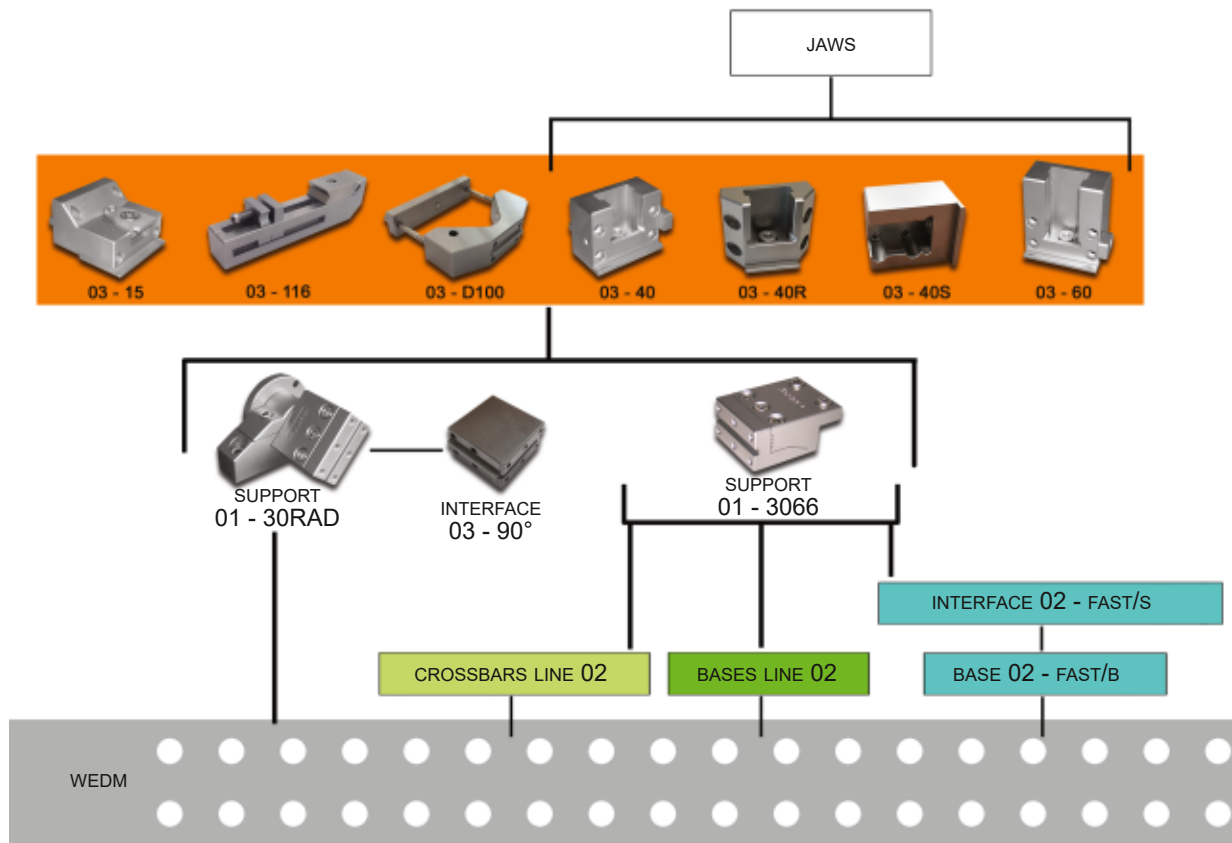 JAWS
03 - 15
03 - 116
03 - D100
03 - 40
03 - 40R
03 - 40S
03 - 60
SUPPORT
01 - 30RAD
INTERFACE
03 - 90°
SUPPORT
01 - 3066
INTERFACE 02 - FAST/S
CROSSBARS LINE 02
BASES LINE 02
BASE 02 - FAST/B
WEDM